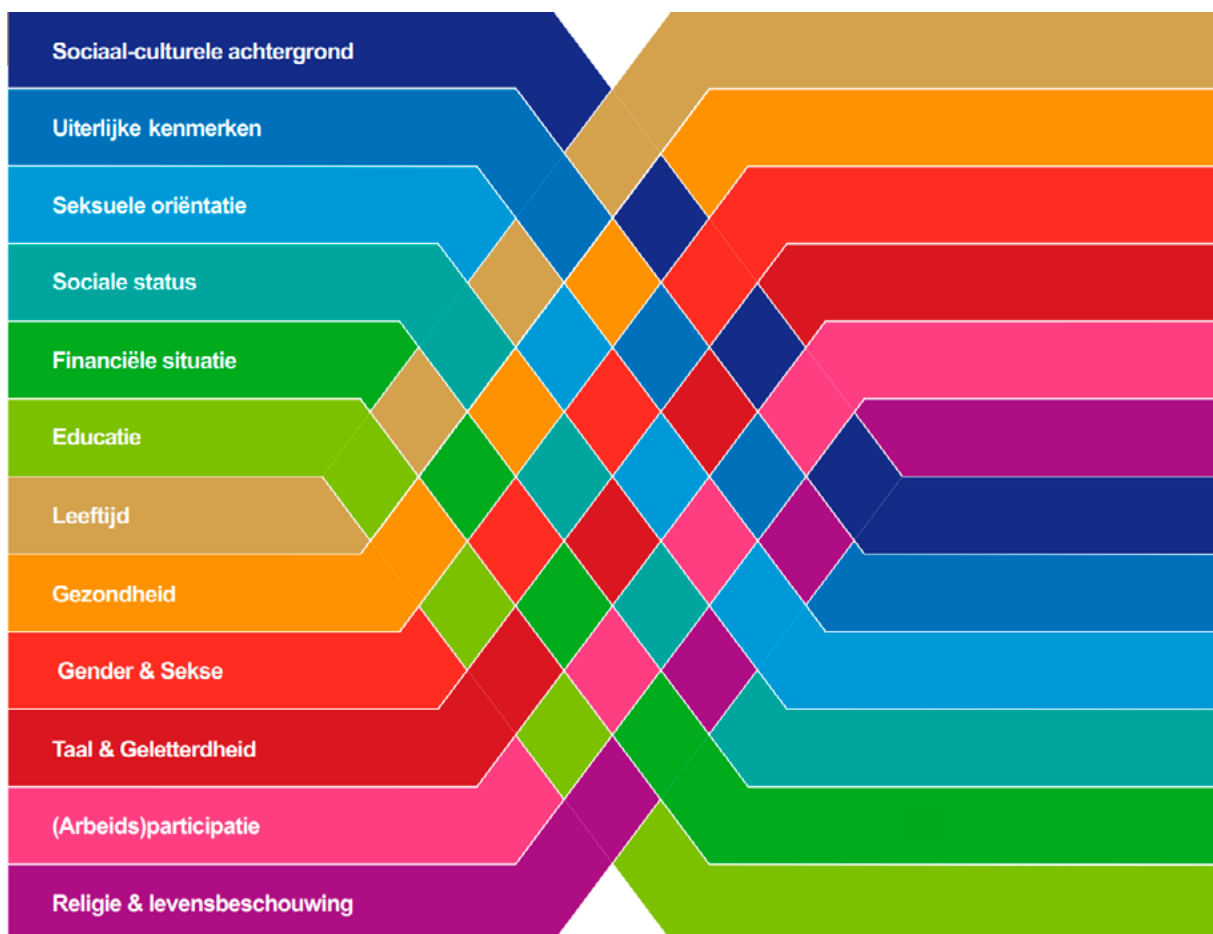 Sociaal-culturele achtergrond
Uiterlijke kenmerken
Seksuele oriëntatie
Sociale status
Financiële situatie
Educatie
Leeftijd
Gezondheid
Gender & Sekse
Taal & Geletterdheid
(Arbeids)participatie
Religie & levensbeschouwing